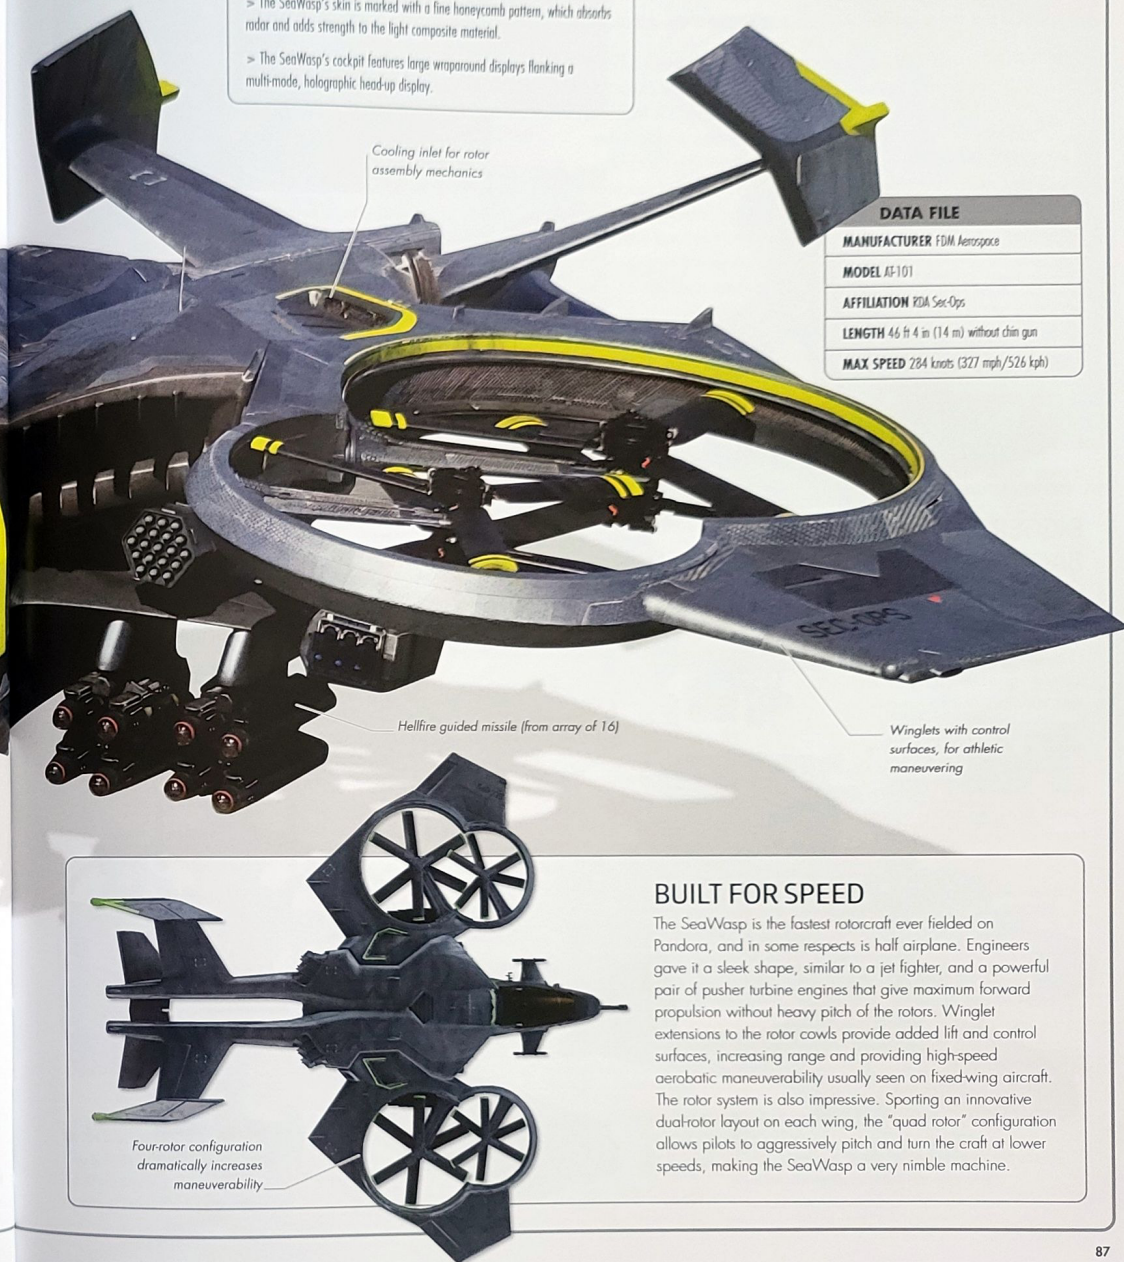 > The SeaWasp's skin is marked with a fine honeycomb pattern, which absorbs
radar and adds strength to the light composite material.
> The SeaWasp's cockpit features large wraparound displays flanking a
multi-mode, holographic head-up display.
Cooling inlet for rotor
assembly mechanics
DATA FILE
MANUFACTURER FDM Aerospace
MODEL AT-101
AFFILIATION RDA Sec-Ops
LENGTH 46 ft 4 in (14 m) without chin gun
MAX SPEED 284 knots (327 mph/526 kph)
SEC-OPS
Hellfire guided missile (from array of 16)
Winglets with control
surfaces, for athletic
maneuvering
BUILT FOR SPEED
The SeaWasp is the fastest rotorcraft ever fielded on
Pandora, and in some respects is half airplane. Engineers
gave it a sleek shape, similar to a jet fighter, and a powerful
pair of pusher turbine engines that give maximum forward
propulsion without heavy pitch of the rotors. Winglet
extensions to the rotor cowls provide added lift and control
surfaces, increasing range and providing high-speed
aerobatic maneuverability usually seen on fixed-wing aircraft.
The rotor system is also impressive. Sporting an innovative
dual-rotor layout on each wing, the "quad rotor" configuration
allows pilots to aggressively pitch and turn the craft at lower
speeds, making the SeaWasp a very nimble machine.
Four-rotor configuration
dramatically increases
maneuverability
87